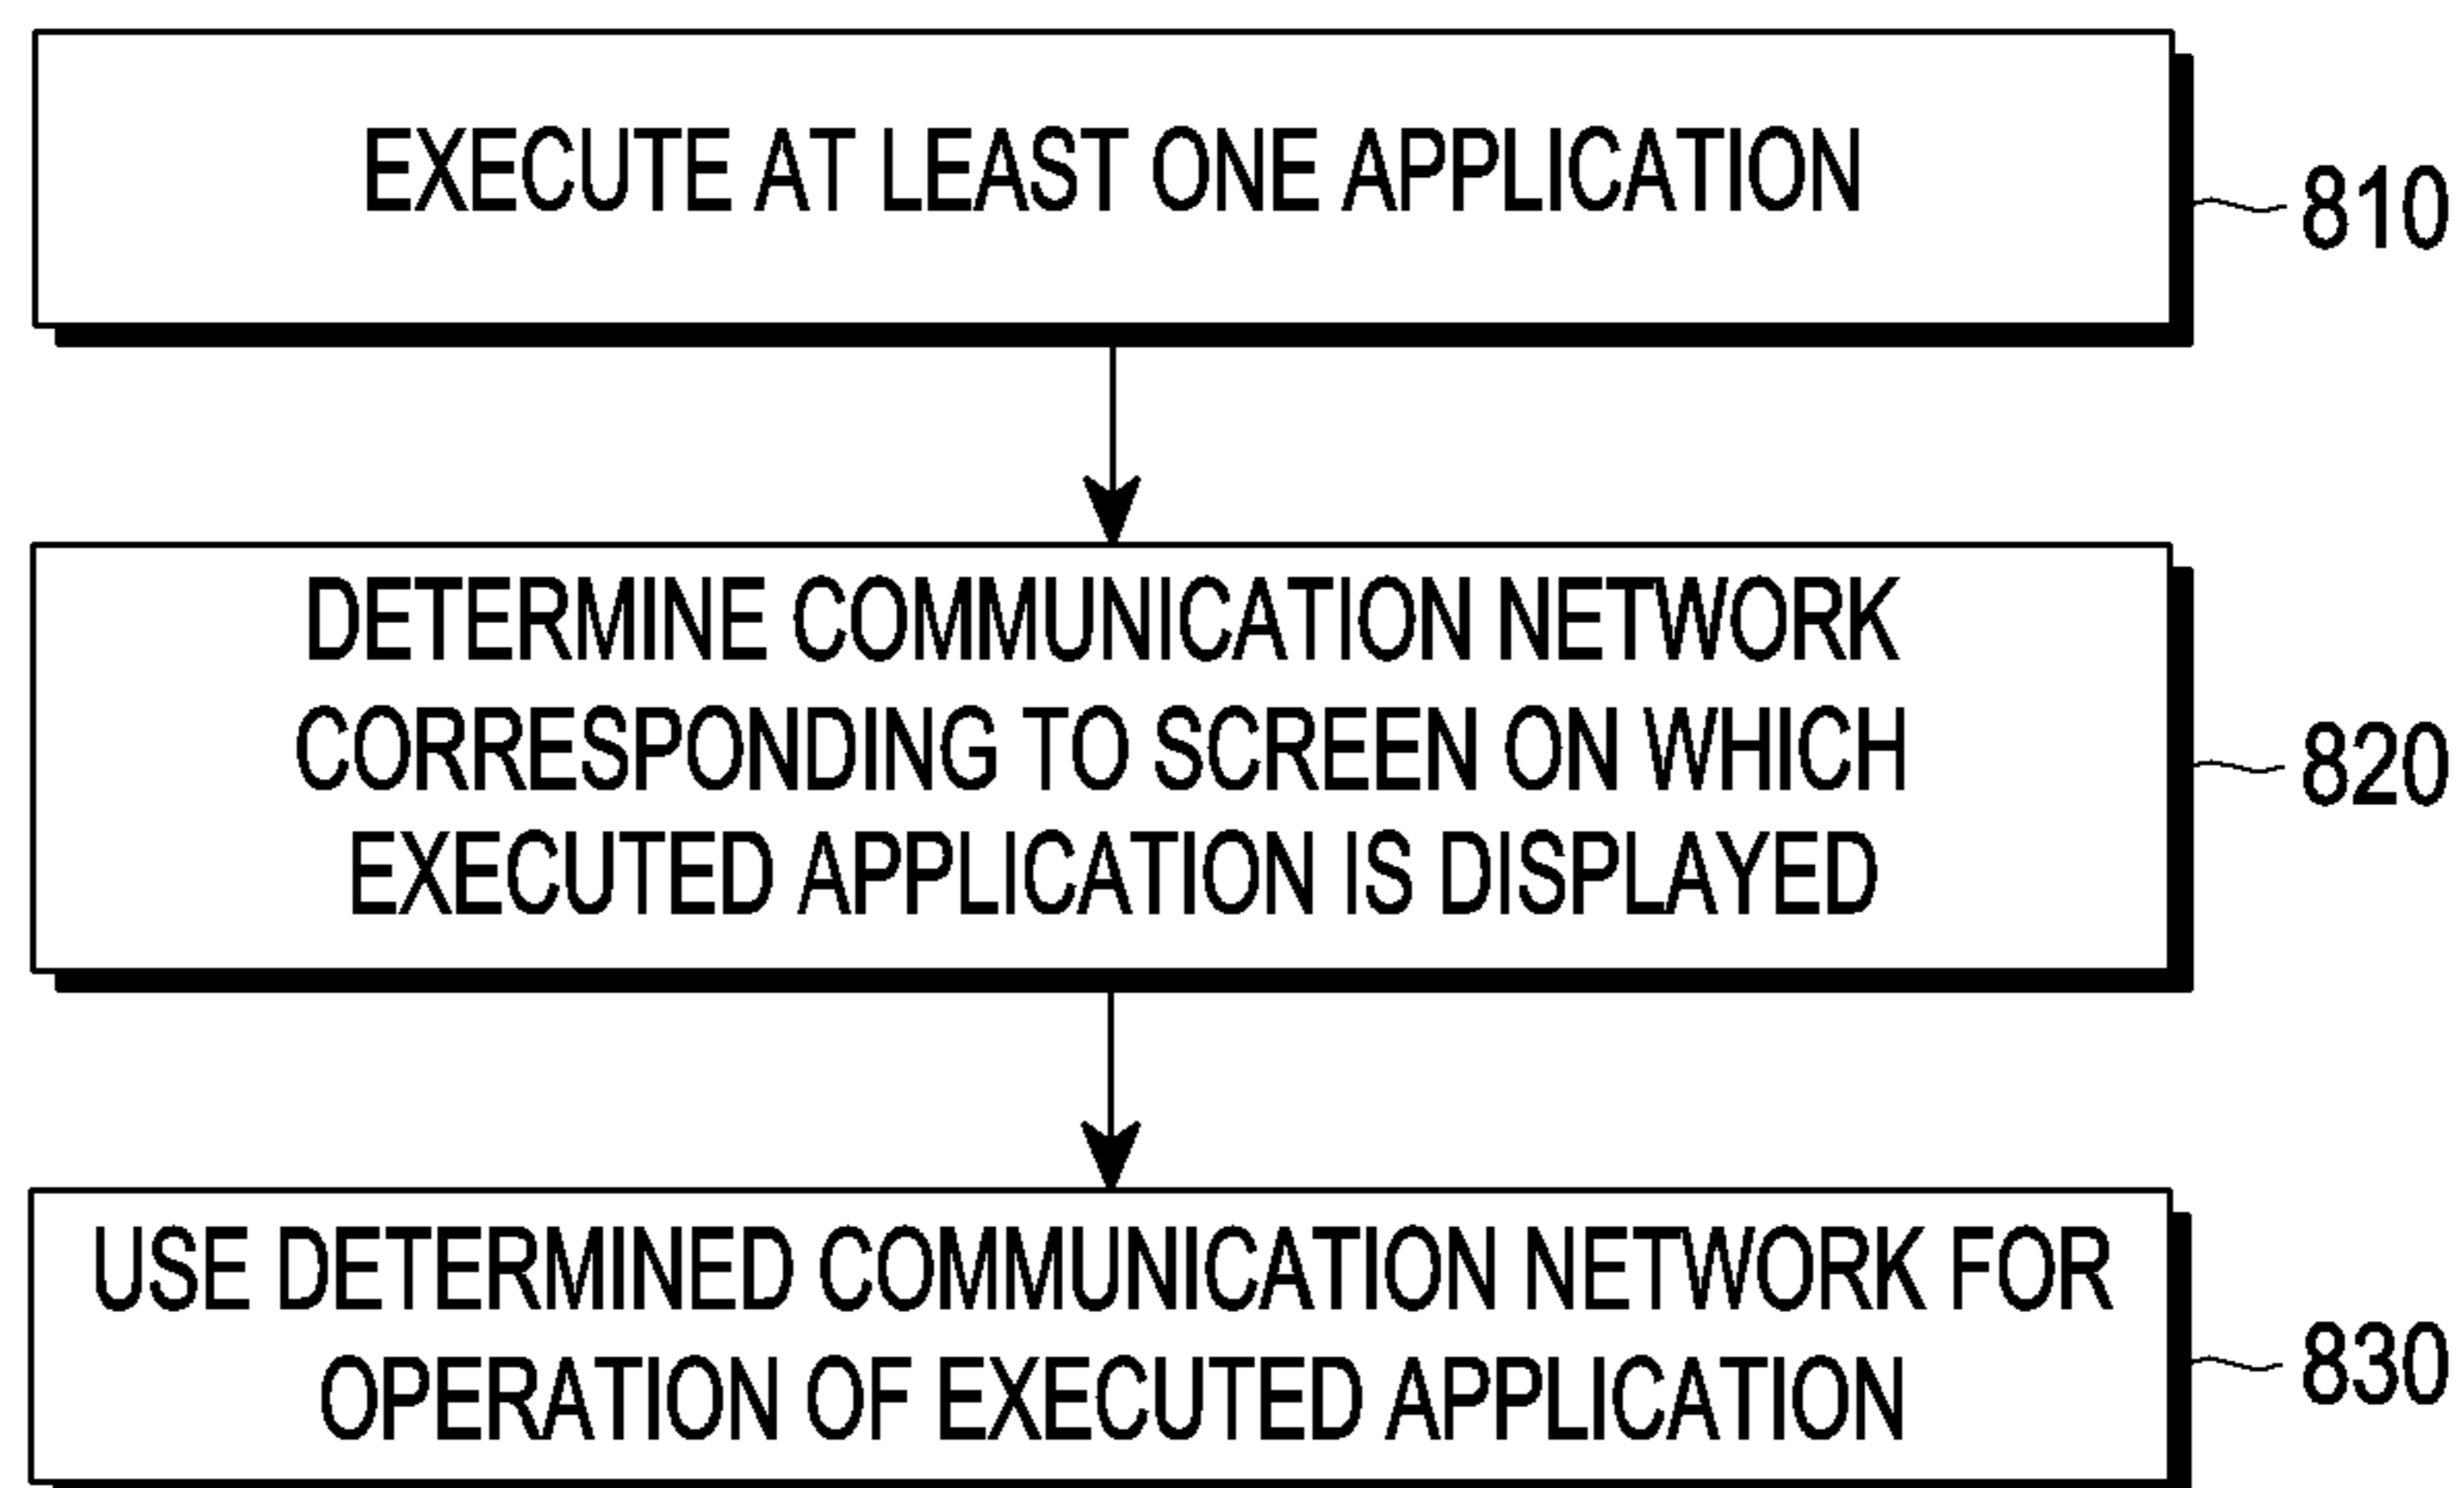 EXECUTE AT LEAST ONE APPLICATION
810
DETERMINE COMMUNICATION NETWORK
CORRESPONDING TO SCREEN ON WHICH
EXECUTED APPLICATION IS DISPLAYED
820
USE DETERMINED COMMUNICATION NETWORK FOR
OPERATION OF EXECUTED APPLICATION
830